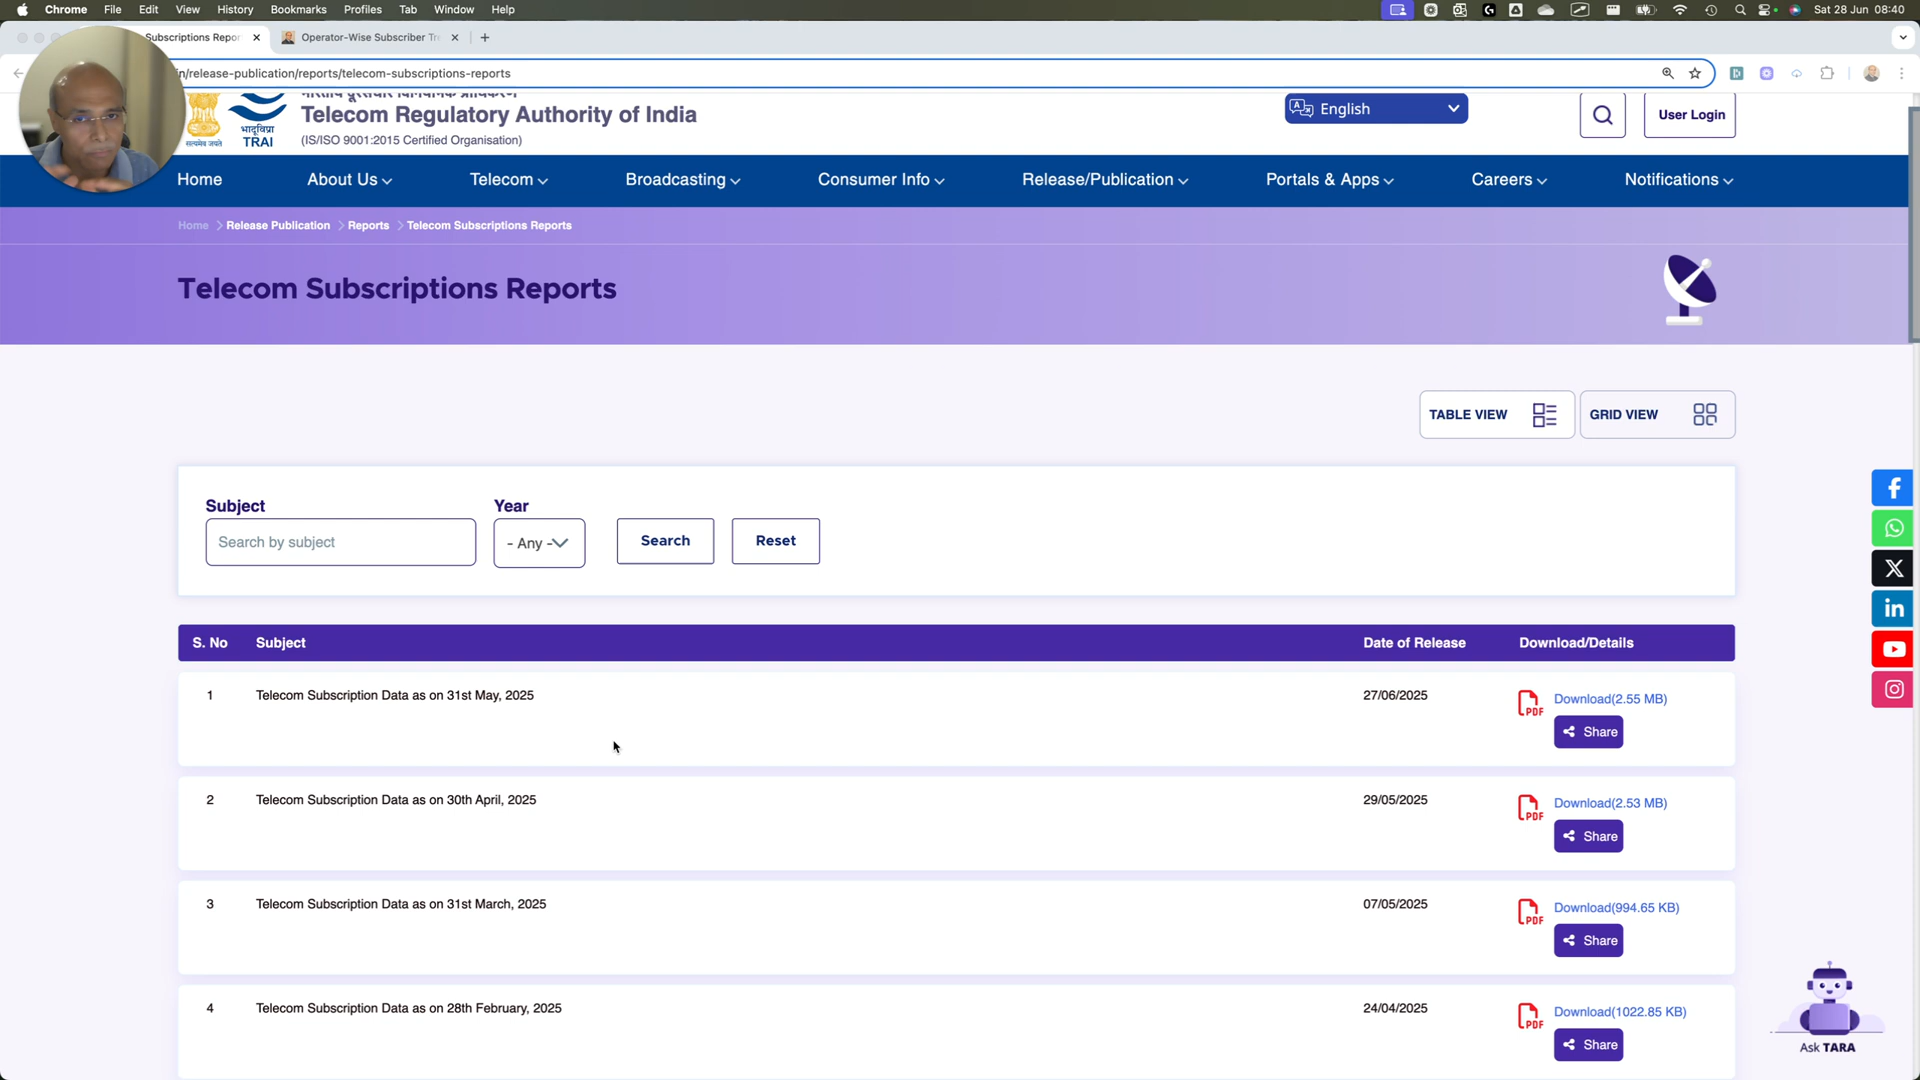 Chrome File Edit View History Bookmarks Profiles Tab Window Help Sat 28 Jun 08:40
Subscriptions Repor Operator-Wise Subscriber Tre
n/release-publication/reports/telecom-subscriptions-reports
Telecom Regulatory Authority of India
(IS/ISO 9001:2015 Certified Organisation)
सत्यमेव जयते
भादूविप्रा
TRAI
English
User Login
Home About Us Telecom Broadcasting Consumer Info Release/Publication Portals & Apps Careers Notifications
Home Release Publication Reports Telecom Subscriptions Reports
Telecom Subscriptions Reports
TABLE VIEW GRID VIEW
Subject Year
Search by subject - Any - Search Reset
S. No Subject Date of Release Download/Details
1 Telecom Subscription Data as on 31st May, 2025 27/06/2025 PDF Download(2.55 MB)
Share
2 Telecom Subscription Data as on 30th April, 2025 29/05/2025 PDF Download(2.53 MB)
Share
3 Telecom Subscription Data as on 31st March, 2025 07/05/2025 PDF Download(994.65 KB)
Share
4 Telecom Subscription Data as on 28th February, 2025 24/04/2025 PDF Download(1022.85 KB)
Share
Ask TARA